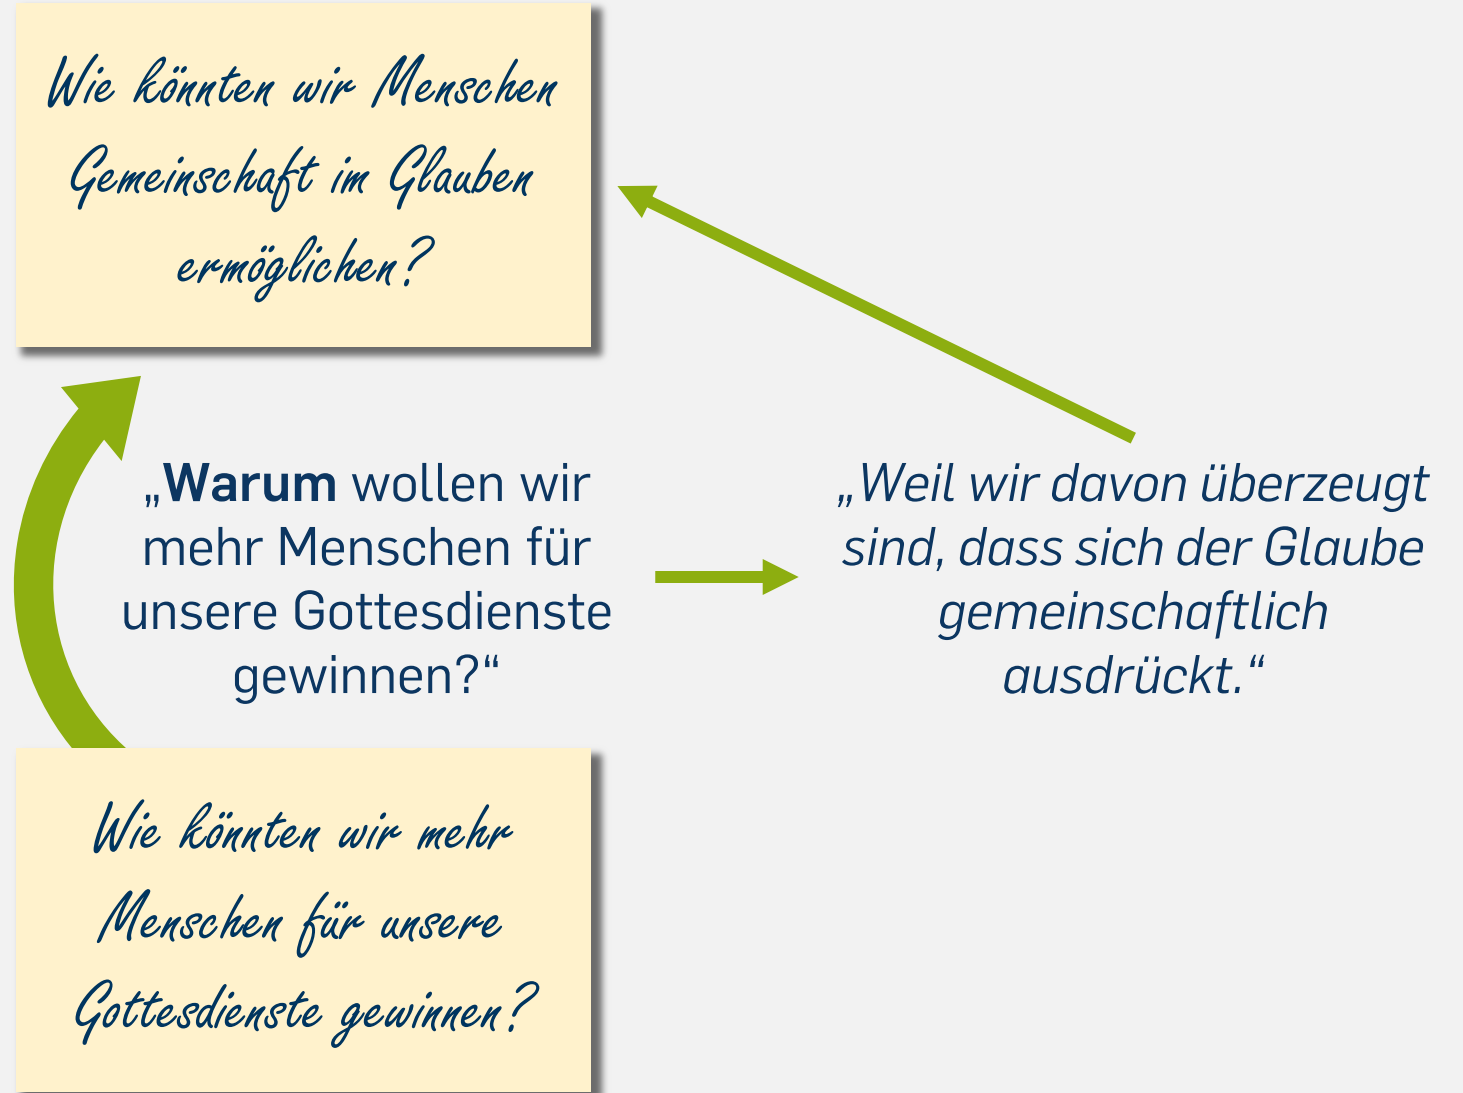 Wie könnten wir Menschen
Gemeinschaft im Glauben
ermöglichen?
„Warum wollen wir
mehr Menschen für
unsere Gottesdienste
gewinnen?“
„Weil wir davon überzeugt
sind, dass sich der Glaube
gemeinschaftlich
ausdrückt.“
Wie könnten wir mehr
Menschen für unsere
Gottesdienste gewinnen?